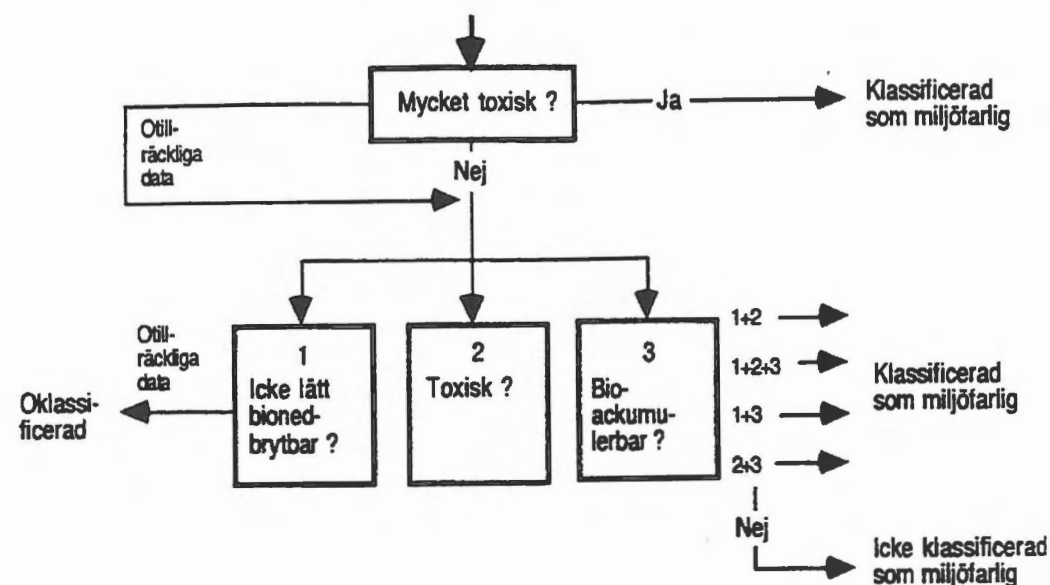 Mycket toxisk ?
Ja
Klassificerad
som miljöfarlig
Otill-
räckliga
data
Nej
Otill-
räckliga
data
Oklassi-
ficerad
1
Icke lätt
bioned-
brytbar ?
2
Toxisk ?
3
Bio-
ackumu-
lerbar ?
1+2
1+2+3
1+3
2+3
Klassificerad
som miljöfarlig
Nej
Icke klassificerad
som miljöfarlig